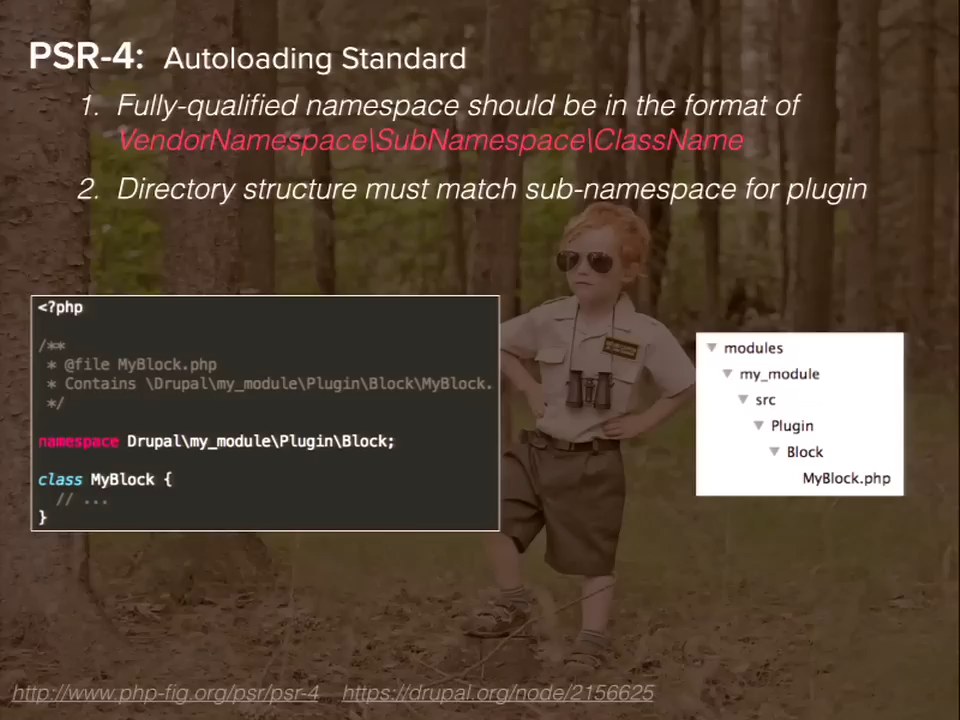 PSR-4: Autoloading Standard
1. Fully-qualified namespace should be in the format of
VendorNamespace\SubNamespace\ClassName
2. Directory structure must match sub-namespace for plugin
<?php
/**
* @file MyBlock.php
* Contains \Drupal\my_module\Plugin\Block\MyBlock.
*/
namespace Drupal\my_module\Plugin\Block;
class MyBlock {
// ...
}
modules
my_module
src
Plugin
Block
MyBlock.php
http://www.php-fig.org/psr/psr-4 https://drupal.org/node/2156625